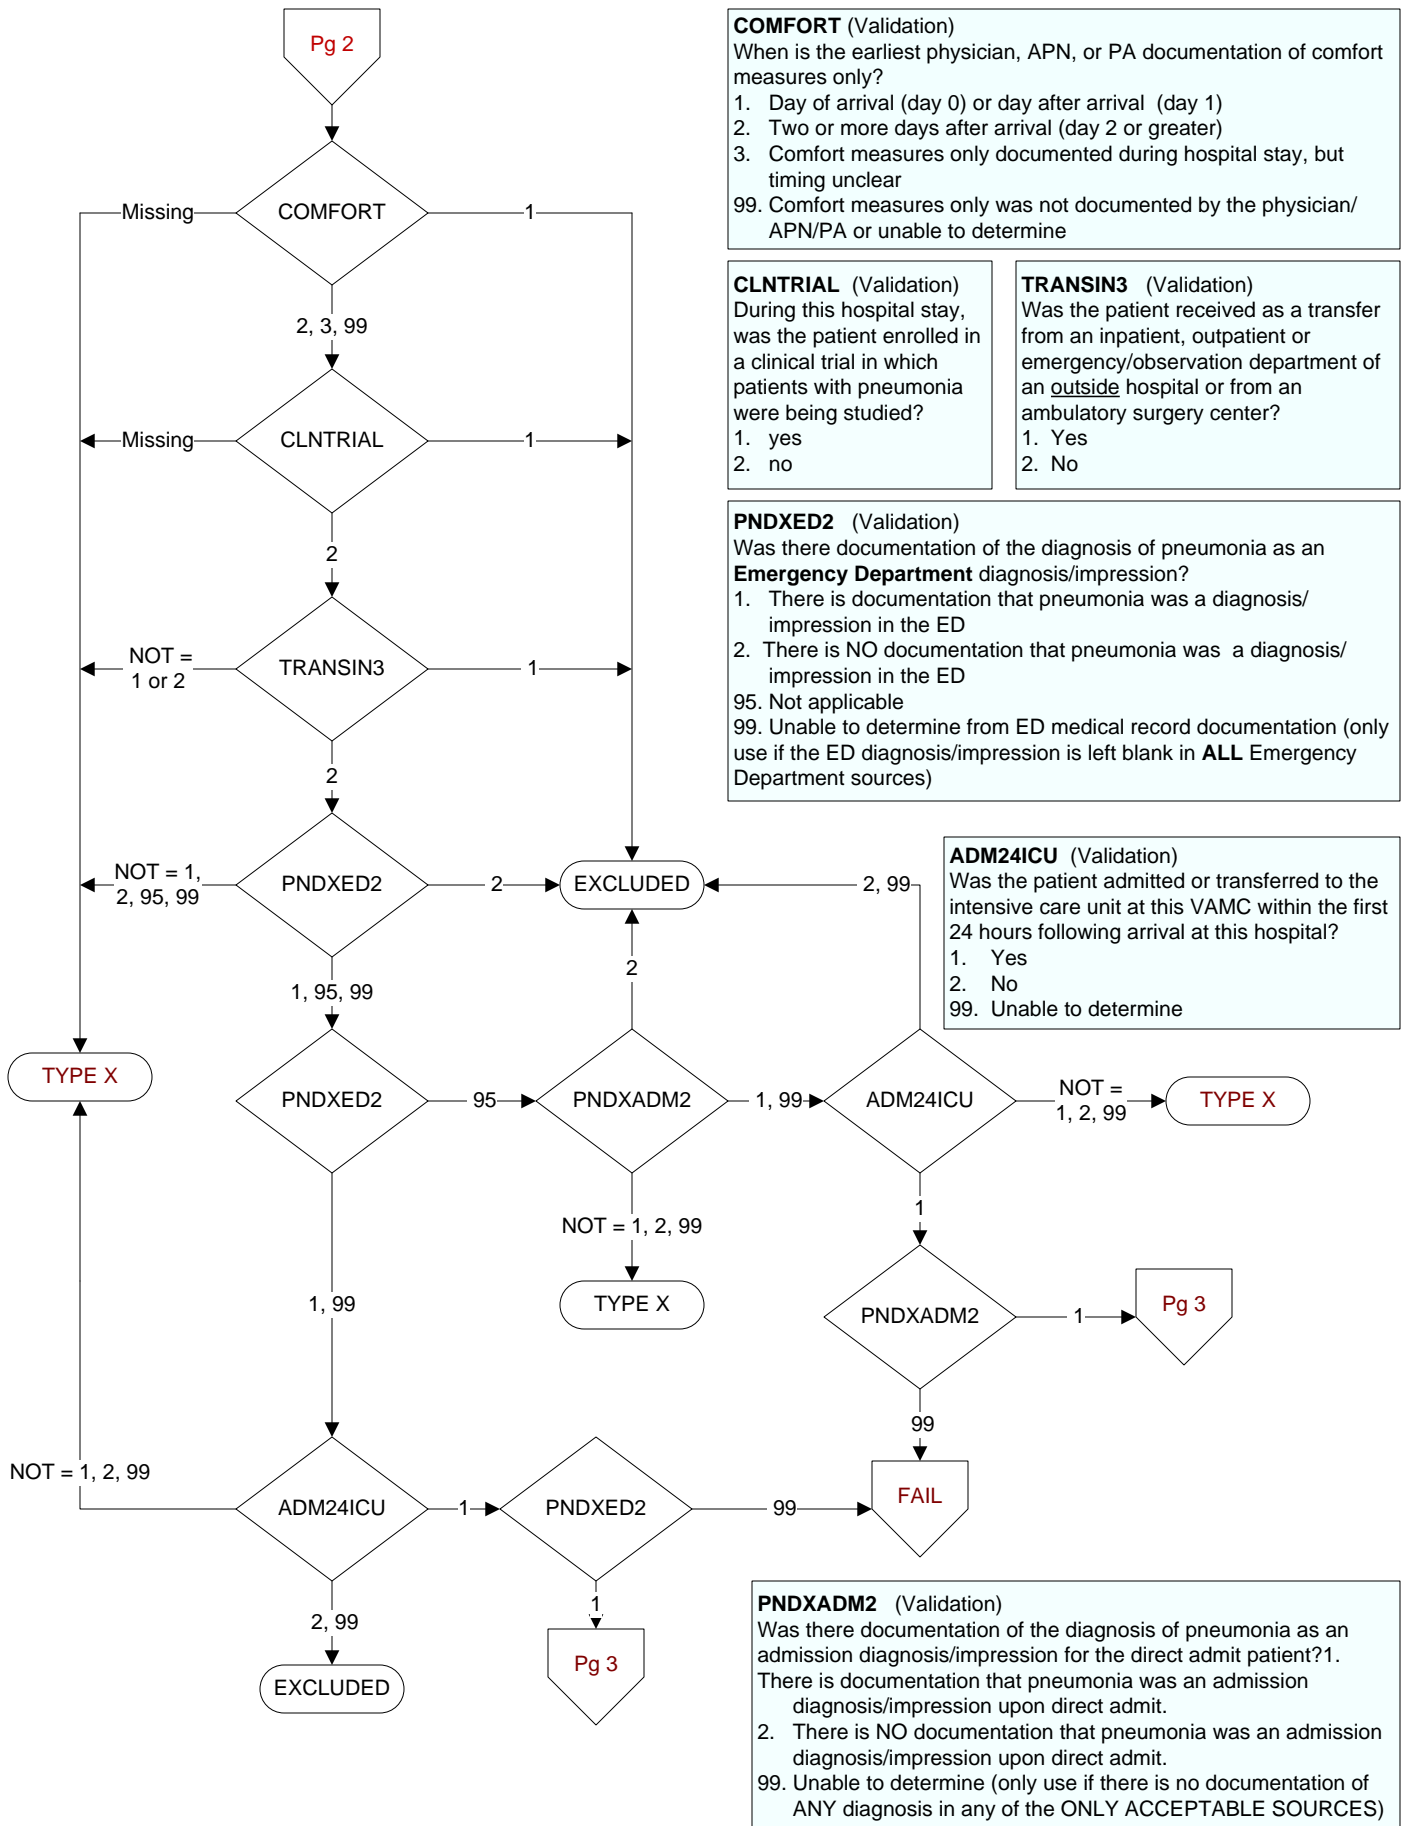 Pg 2
COMFORT (Validation)
When is the earliest physician, APN, or PA documentation of comfort
measures only?
1. Day of arrival (day 0) or day after arrival (day 1)
2. Two or more days after arrival (day 2 or greater)
3. Comfort measures only documented during hospital stay, but
timing unclear
99. Comfort measures only was not documented by the physician/
APN/PA or unable to determine
Missing
COMFORT
1
2, 3, 99
CLNTRIAL (Validation)
During this hospital stay,
was the patient enrolled in
a clinical trial in which
patients with pneumonia
were being studied?
1. yes
2. no
TRANSIN3 (Validation)
Was the patient received as a transfer
from an inpatient, outpatient or
emergency/observation department of
an outside hospital or from an
ambulatory surgery center?
1. Yes
2. No
Missing
CLNTRIAL
1
2
PNDXED2 (Validation)
Was there documentation of the diagnosis of pneumonia as an
Emergency Department diagnosis/impression?
1. There is documentation that pneumonia was a diagnosis/
impression in the ED
2. There is NO documentation that pneumonia was a diagnosis/
impression in the ED
95. Not applicable
99. Unable to determine from ED medical record documentation (only
use if the ED diagnosis/impression is left blank in ALL Emergency
Department sources)
NOT =
1 or 2
TRANSIN3
1
2
NOT = 1,
2, 95, 99
PNDXED2
2
EXCLUDED
2, 99
ADM24ICU (Validation)
Was the patient admitted or transferred to the
intensive care unit at this VAMC within the first
24 hours following arrival at this hospital?
1. Yes
2. No
99. Unable to determine
1, 95, 99
2
TYPE X
PNDXED2
95
PNDXADM2
1, 99
ADM24ICU
NOT =
1, 2, 99
TYPE X
NOT = 1, 2, 99
1
TYPE X
1, 99
PNDXADM2
1
Pg 3
99
NOT = 1, 2, 99
ADM24ICU
1
PNDXED2
99
FAIL
2, 99
1
EXCLUDED
Pg 3
PNDXADM2 (Validation)
Was there documentation of the diagnosis of pneumonia as an
admission diagnosis/impression for the direct admit patient?1.
There is documentation that pneumonia was an admission
diagnosis/impression upon direct admit.
2. There is NO documentation that pneumonia was an admission
diagnosis/impression upon direct admit.
99. Unable to determine (only use if there is no documentation of
ANY diagnosis in any of the ONLY ACCEPTABLE SOURCES)